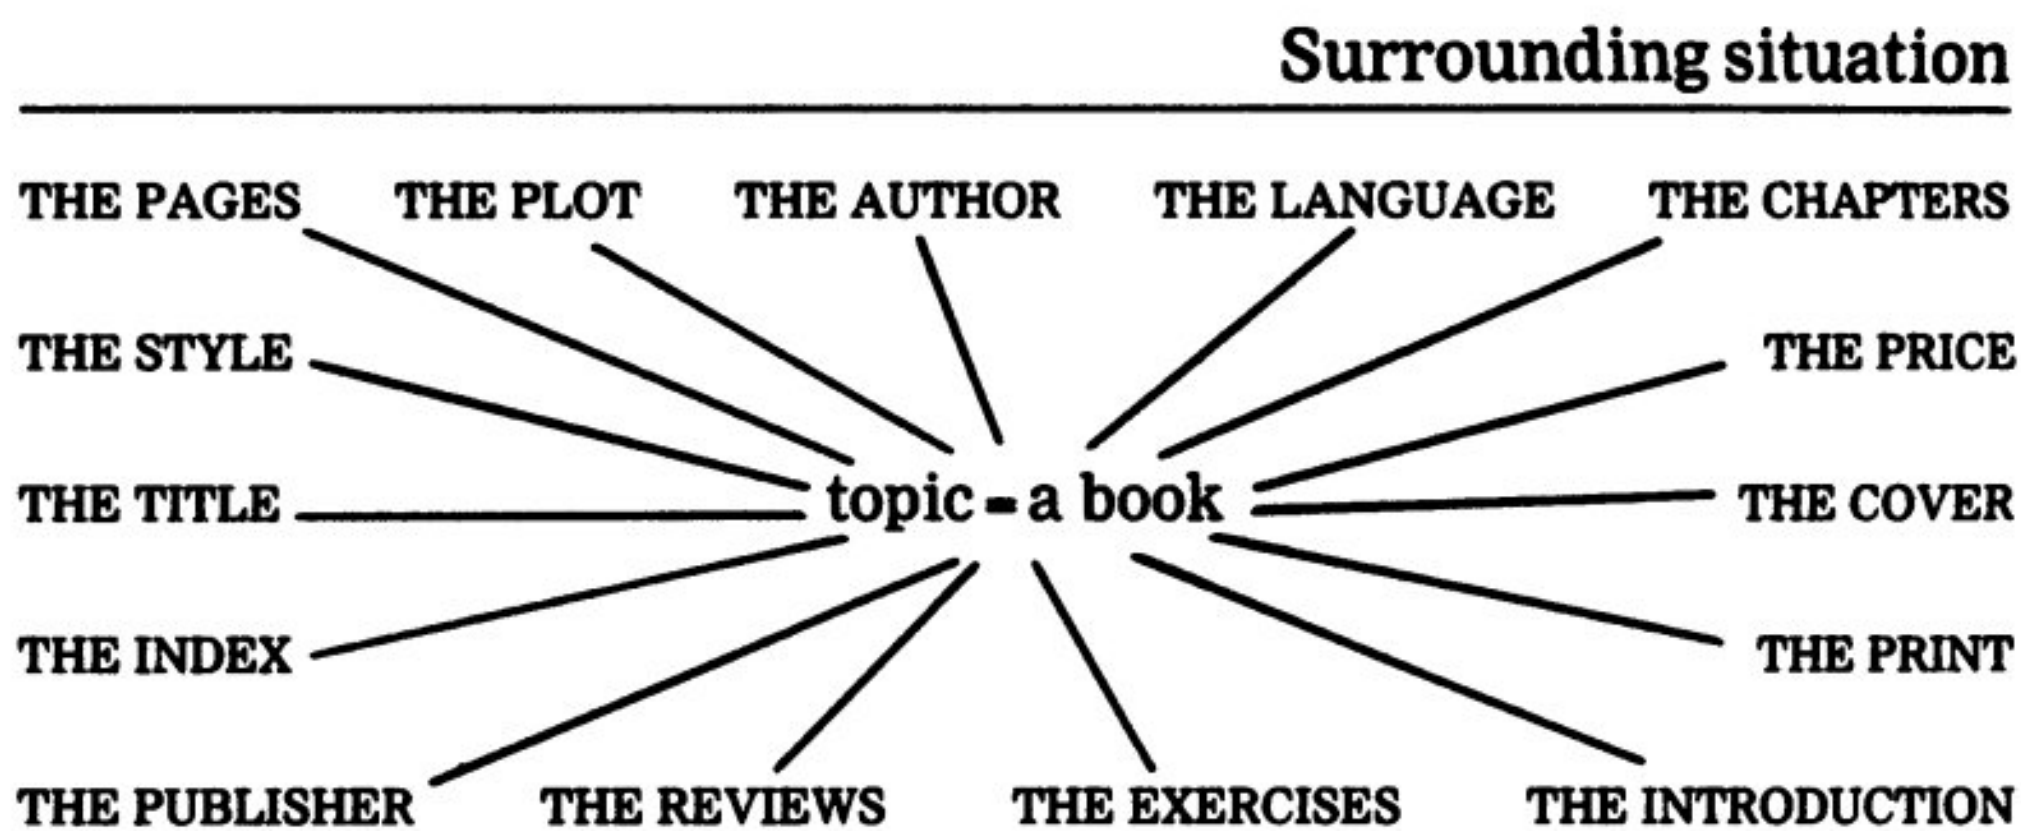 Surrounding situation
THE PAGES THE PLOT THE AUTHOR THE LANGUAGE THE CHAPTERS
THE STYLE THE PRICE
THE TITLE topic = a book THE COVER
THE INDEX THE PRINT
THE PUBLISHER THE REVIEWS THE EXERCISES THE INTRODUCTION